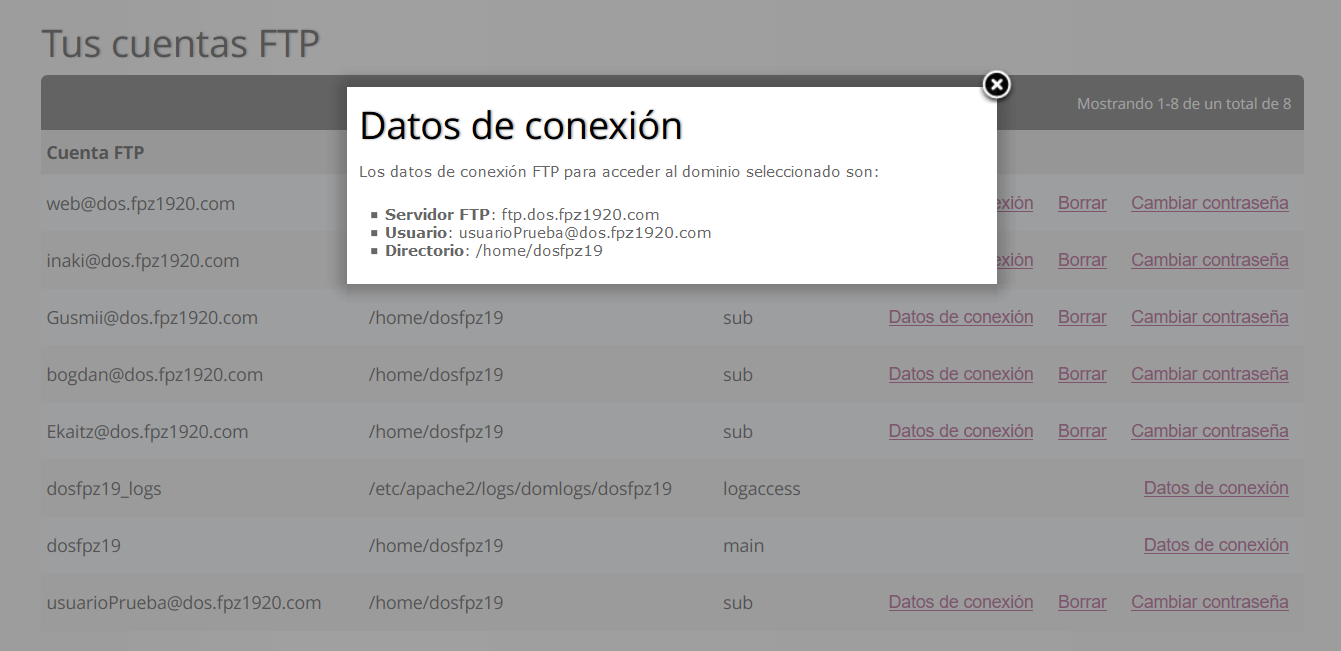 Tus cuentas FTP
Mostrando 1-8 de un total de 8
Datos de conexión
Los datos de conexión FTP para acceder al dominio seleccionado son:
Servidor FTP: ftp.dos.fpz1920.com
Usuario: usuarioPrueba@dos.fpz1920.com
Directorio: /home/dosfpz19
Cuenta FTP
web@dos.fpz1920.com exión Borrar Cambiar contraseña
inaki@dos.fpz1920.com exión Borrar Cambiar contraseña
Gusmii@dos.fpz1920.com /home/dosfpz19 sub Datos de conexión Borrar Cambiar contraseña
bogdan@dos.fpz1920.com /home/dosfpz19 sub Datos de conexión Borrar Cambiar contraseña
Ekaitz@dos.fpz1920.com /home/dosfpz19 sub Datos de conexión Borrar Cambiar contraseña
dosfpz19_logs /etc/apache2/logs/domlogs/dosfpz19 logaccess Datos de conexión
dosfpz19 /home/dosfpz19 main Datos de conexión
usuarioPrueba@dos.fpz1920.com /home/dosfpz19 sub Datos de conexión Borrar Cambiar contraseña